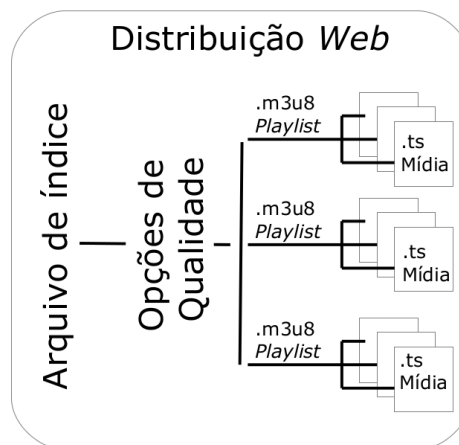 Distribuição Web
Arquivo de índice
Opções de
Qualidade
.m3u8
Playlist
.ts
Mídia
.m3u8
Playlist
.ts
Mídia
.m3u8
Playlist
.ts
Mídia